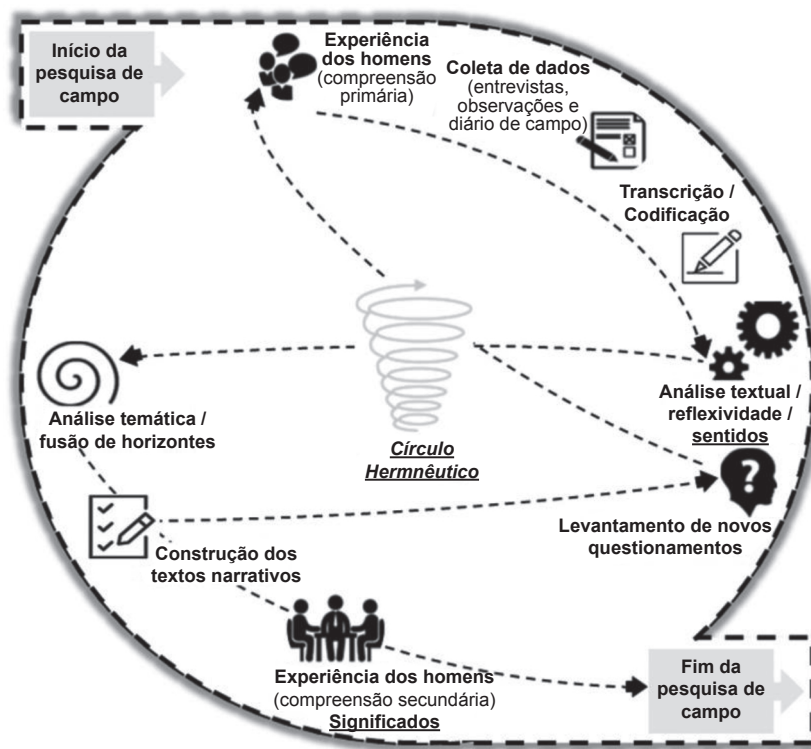 Início da
pesquisa de
campo
Experiência
dos homens
(compreensão
primária)
Coleta de dados
(entrevistas,
observações e
diário de campo)
Transcrição /
Codificação
Análise textual /
reflexividade /
sentidos
Análise temática /
fusão de horizontes
Círculo
Hermnêutico
?
Levantamento de novos
questionamentos
Construção dos
textos narrativos
Experiência dos homens
(compreensão secundária)
Significados
Fim da
pesquisa de
campo